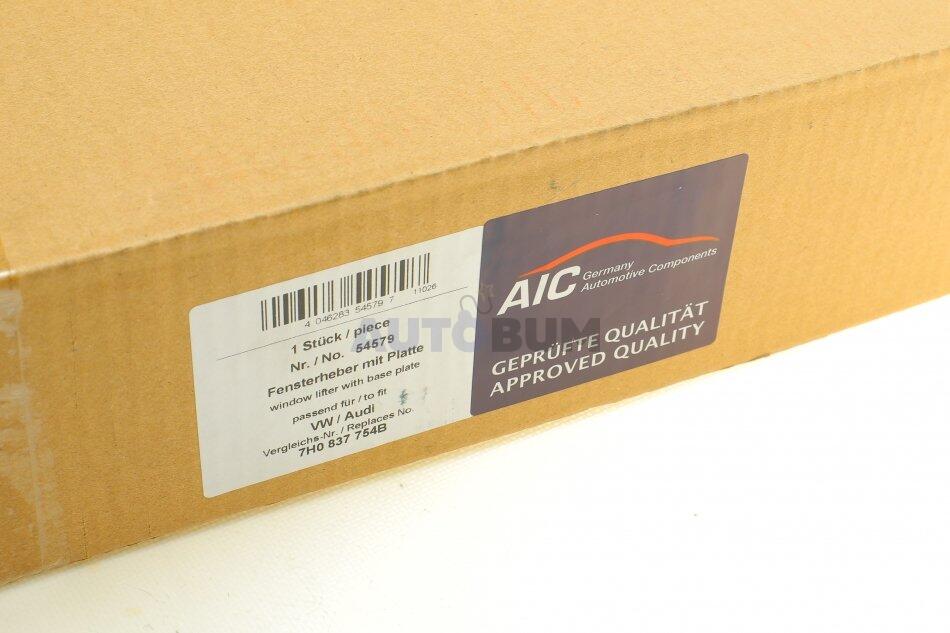 4 046283 54579 7
11026
1 Stück / piece
Nr. / No. 54579
Fensterheber mit Platte
window lifter with base plate
passend für / to fit
VW / Audi
Vergleichs-Nr. / Replaces No.
7H0 837 754B
AIC Germany
Automotive Components
GEPRÜFTE QUALITÄT
APPROVED QUALITY
AUTOBUM